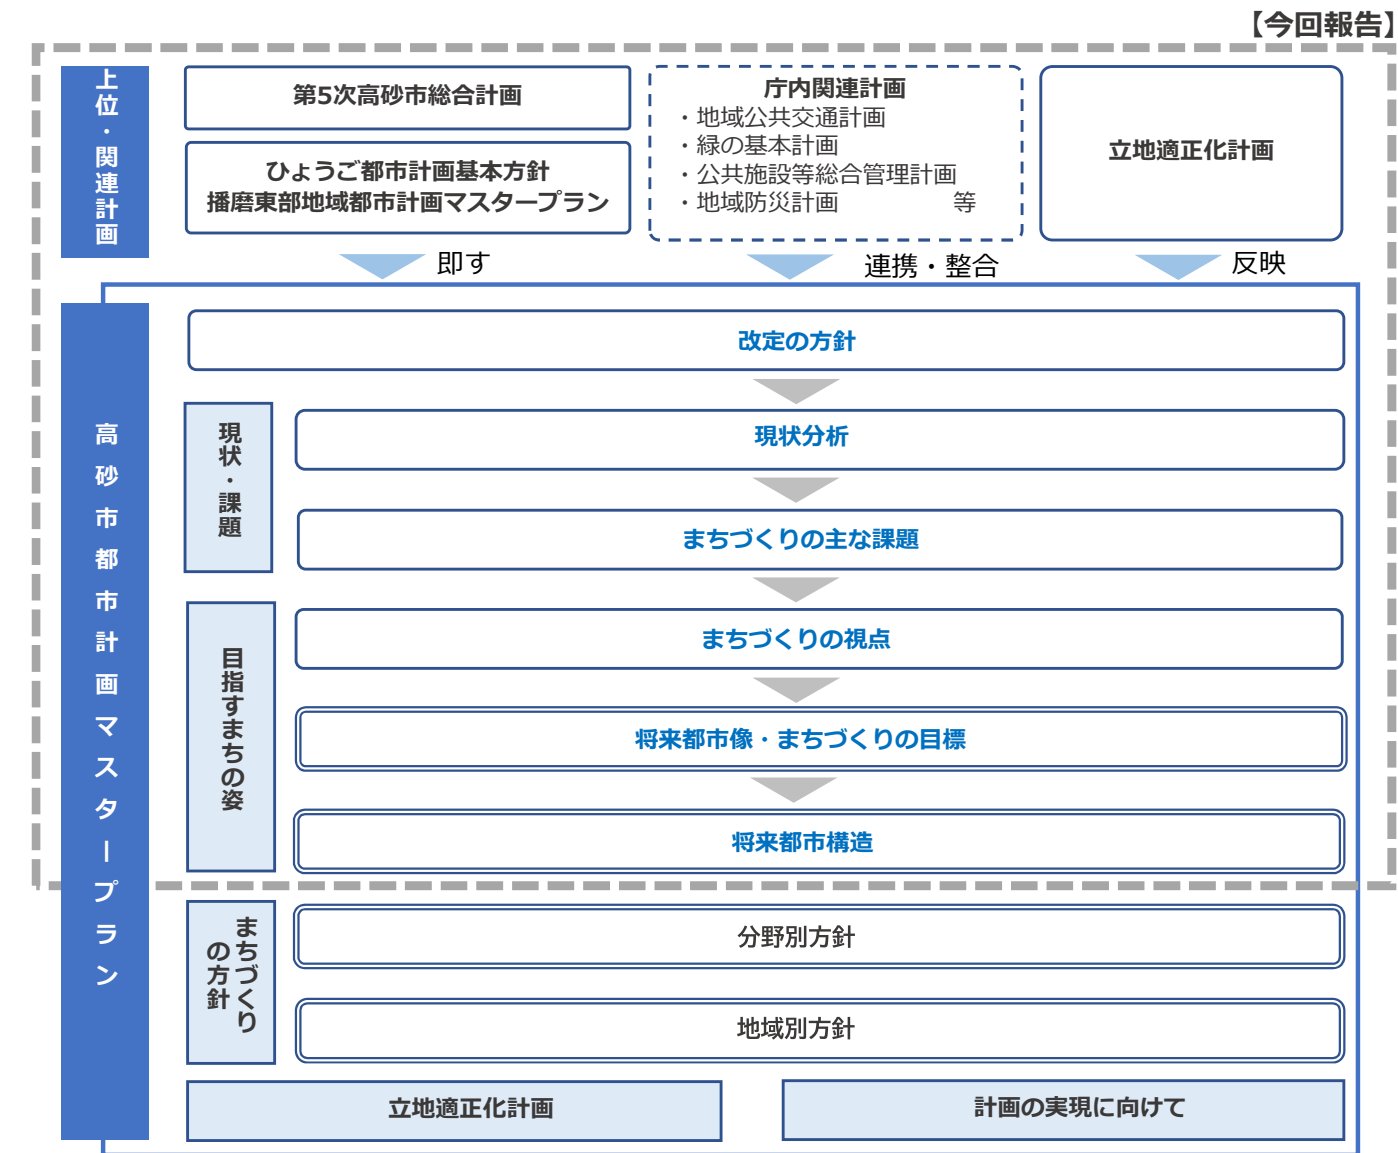 【今回報告】
上位・関連計画
第5次高砂市総合計画
ひょうご都市計画基本方針
播磨東部地域都市計画マスタープラン
庁内関連計画
・地域公共交通計画
・緑の基本計画
・公共施設等総合管理計画
・地域防災計画 等
立地適正化計画
即す
連携・整合
反映
高砂市都市計画マスタープラン
改定の方針
現状・課題
現状分析
まちづくりの主な課題
目指すまちの姿
まちづくりの視点
将来都市像・まちづくりの目標
将来都市構造
まちづくり
の方針
分野別方針
地域別方針
立地適正化計画
計画の実現に向けて